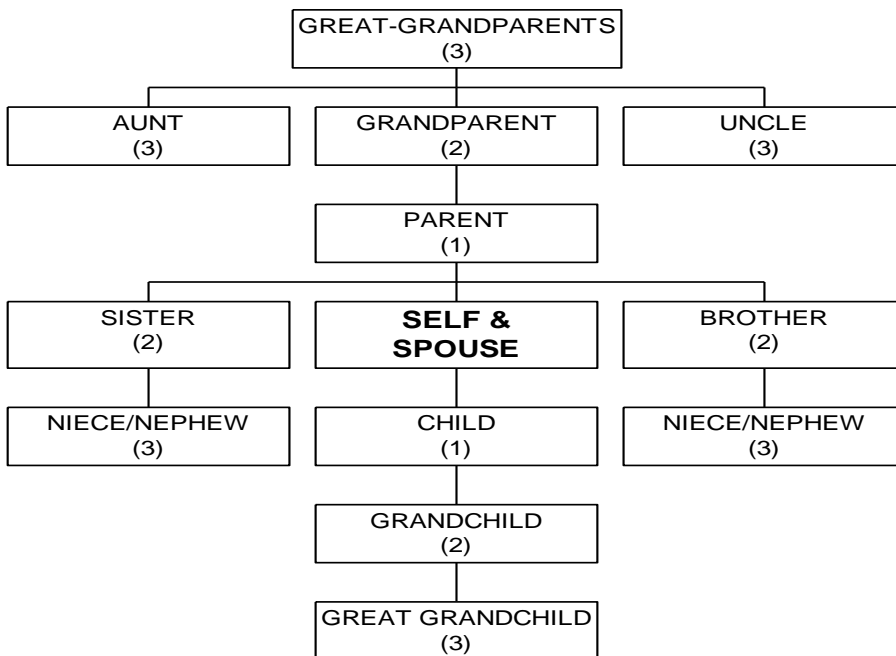 GREAT-GRANDPARENTS
(3)
AUNT
(3)
GRANDPARENT
(2)
UNCLE
(3)
PARENT
(1)
SISTER
(2)
SELF &
SPOUSE
BROTHER
(2)
NIECE/NEPHEW
(3)
CHILD
(1)
NIECE/NEPHEW
(3)
GRANDCHILD
(2)
GREAT GRANDCHILD
(3)